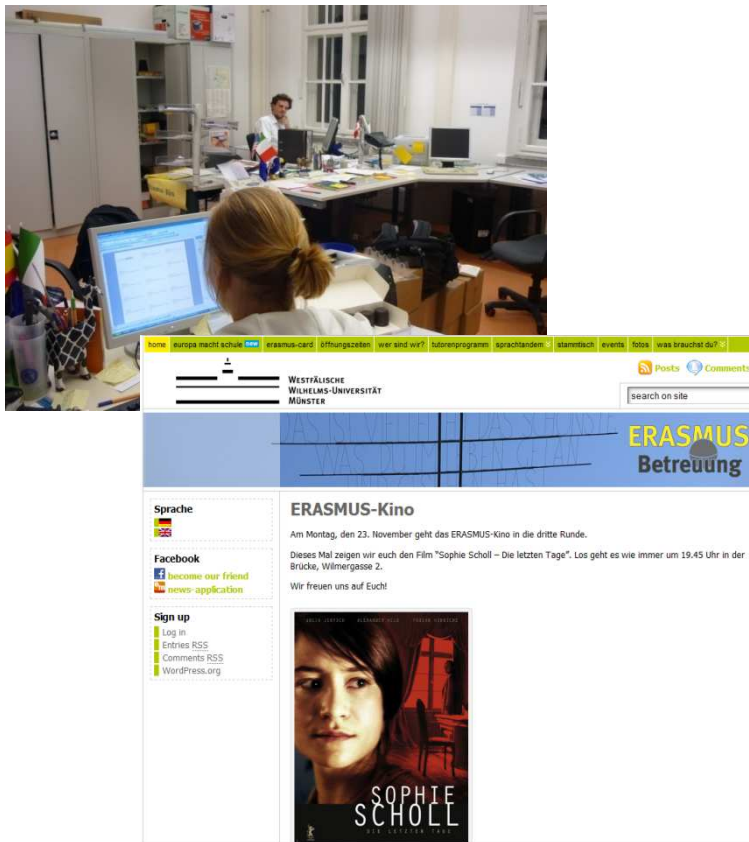 home europa macht schule new erasmus-card öffnungszeiten wer sind wir? tutorenprogramm sprachtandem stammtisch events fotos was brauchst du?
WESTFÄLISCHE
WILHELMS-UNIVERSITÄT
MÜNSTER
Posts Comments
search on site
ERASMUS
Betreuung
Sprache
Facebook
become our friend
news-application
Sign up
Log in
Entries RSS
Comments RSS
WordPress.org
ERASMUS-Kino
Am Montag, den 23. November geht das ERASMUS-Kino in die dritte Runde.
Dieses Mal zeigen wir euch den Film "Sophie Scholl – Die letzten Tage". Los geht es wie immer um 19.45 Uhr in der
Brücke, Wilmergasse 2.
Wir freuen uns auf Euch!
SOPHIE
SCHOLL
DIE LETZTEN TAGE